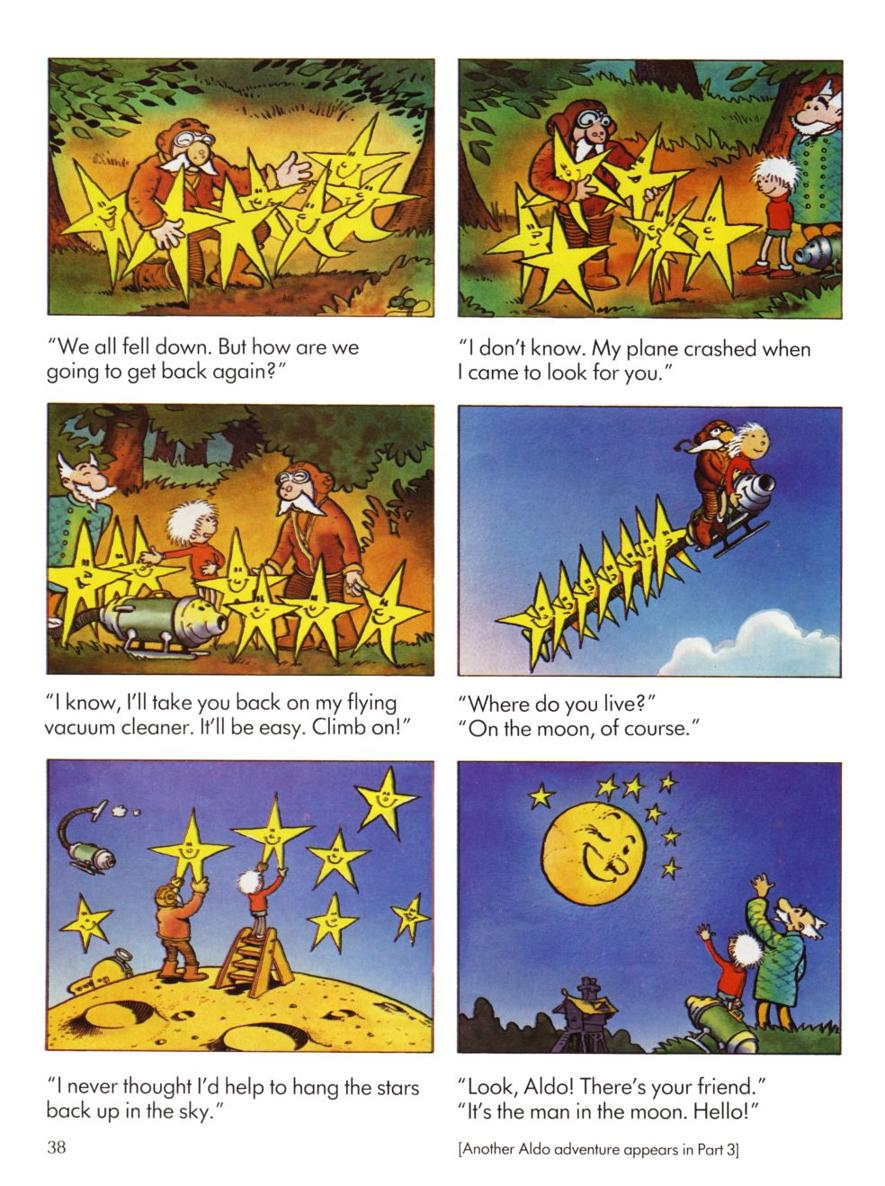 “We all fell down. But how are we
going to get back again?”
“I don’t know. My plane crashed when
I came to look for you.”
“I know, I’ll take you back on my flying
vacuum cleaner. It’ll be easy. Climb on!”
“Where do you live?”
“On the moon, of course.”
“I never thought I’d help to hang the stars
back up in the sky.”
“Look, Aldo! There’s your friend.”
“It’s the man in the moon. Hello!”
38
[Another Aldo adventure appears in Part 3]